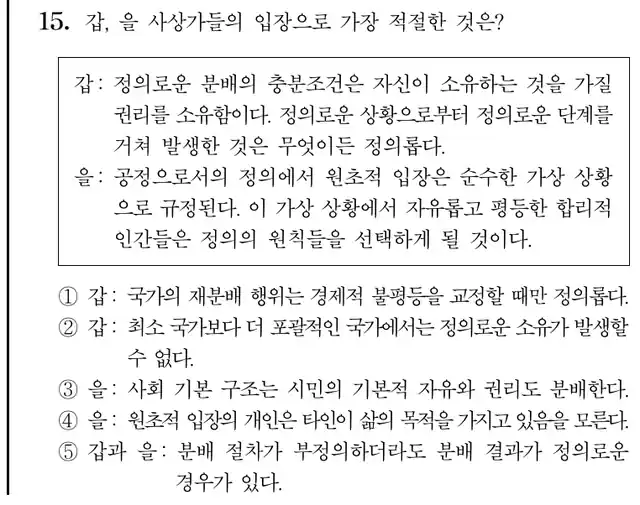 15. 갑, 을 사상가들의 입장으로 가장 적절한 것은?
갑: 정의로운 분배의 충분조건은 자신이 소유하는 것을 가질
권리를 소유함이다. 정의로운 상황으로부터 정의로운 단계를
거쳐 발생한 것은 무엇이든 정의롭다.
을: 공정으로서의 정의에서 원초적 입장은 순수한 가상 상황
으로 규정된다. 이 가상 상황에서 자유롭고 평등한 합리적
인간들은 정의의 원칙들을 선택하게 될 것이다.
① 갑: 국가의 재분배 행위는 경제적 불평등을 교정할 때만 정의롭다.
② 갑: 최소 국가보다 더 포괄적인 국가에서는 정의로운 소유가 발생할
수 없다.
③ 을: 사회 기본 구조는 시민의 기본적 자유와 권리도 분배한다.
④ 을: 원초적 입장의 개인은 타인이 삶의 목적을 가지고 있음을 모른다.
⑤ 갑과 을: 분배 절차가 부정의하더라도 분배 결과가 정의로운
경우가 있다.